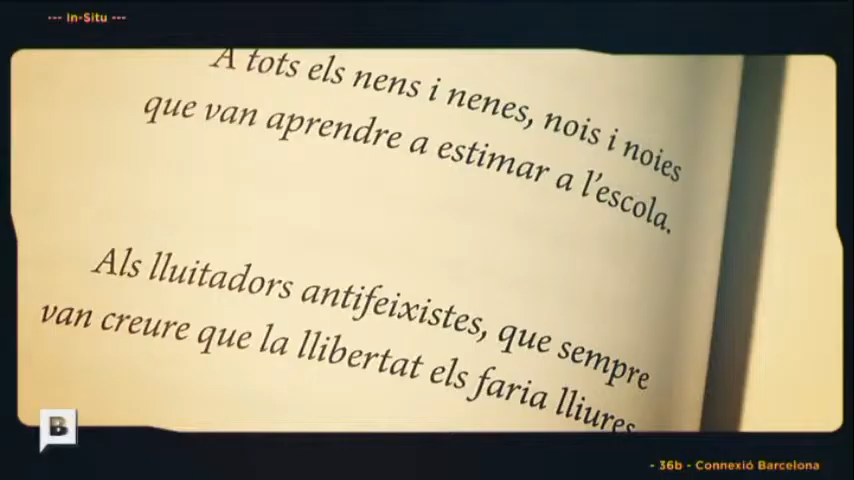 --- In-Situ ---
A tots els nens i nenes, nois i noies
que van aprendre a estimar a l'escola.
Als lluitadors antifeixistes, que sempre
van creure que la llibertat els faria lliures
B
- 36b - Connexió Barcelona